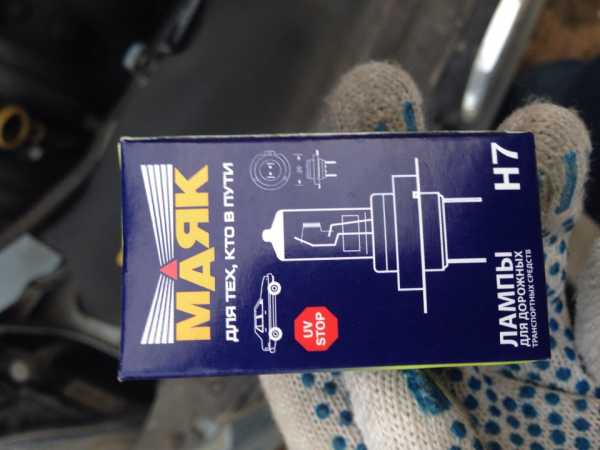 МАЯК
ДЛЯ ТЕХ, КТО В ПУТИ
UV
STOP
H7
ЛАМПЫ
ДЛЯ ДОРОЖНЫХ
ТРАНСПОРТНЫХ СРЕДСТВ